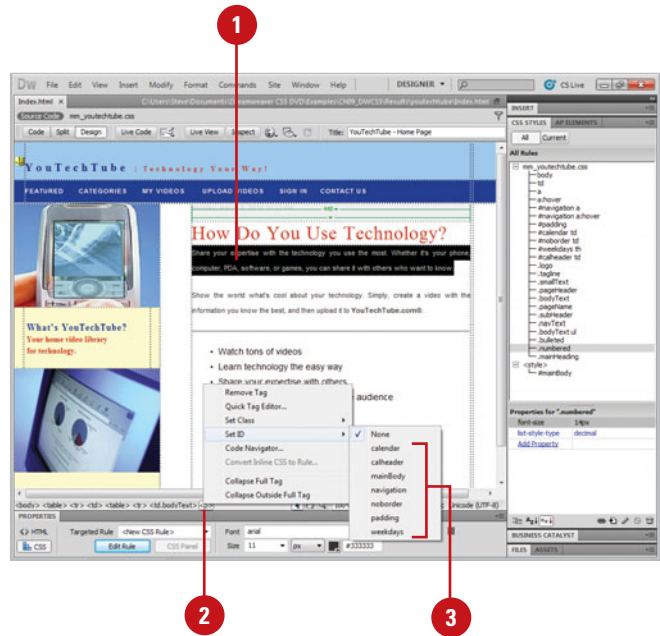 1
DW File Edit View Insert Modify Format Commands Site Window Help DESIGNER CS Live
Index.html × C:\Users\Steve\Documents\Dreamweaver CS5 DVD\Examples\CH09_DWCS5\Results\youtechtube\Index.html
Source Code mm_youtechtube.css
Code Split Design Live Code Live View Inspect Title: YouTechTube - Home Page
YouTechTube : Technology Your Way!
FEATURED CATEGORIES MY VIDEOS UPLOAD VIDEOS SIGN IN CONTACT US
How Do You Use Technology?
Share your expertise with the technology you use the most. Whether it's your phone,
computer, PDA, software, or games, you can share it with others who want to know.
Show the world what's cool about your technology. Simply, create a video with the
information you know the best, and then upload it to YouTechTube.com®.
What's YouTechTube?
Your home video library
for technology.
• Watch tons of videos
• Learn technology the easy way
• Share your expertise with others
audience
Remove Tag
Quick Tag Editor...
Set Class
Set ID
Code Navigator...
Convert Inline CSS to Rule...
Collapse Full Tag
Collapse Outside Full Tag
✓ None
calendar
calheader
mainBody
navigation
noborder
padding
weekdays
<body> <table> <tr> <td> <table> <tr> <td.bodyText> Unicode (UTF-8)
PROPERTIES
<> HTML Targeted Rule <New CSS Rule> Font arial
CSS Edit Rule CSS Panel Size 11 px #333333
INSERT
CSS STYLES AP ELEMENTS
All Current
All Rules
mm_youtechtube.css
body
td
a
a:hover
#navigation a
#navigation a:hover
#padding
#calendar td
#noborder td
#weekdays th
#calheader td
.logo
.tagline
.smallText
.pageHeader
.bodyText
.pageName
.subHeader
.navText
.bodyText ul
.bulleted
.numbered
.mainHeading
<style>
#mainBody
Properties for ".numbered"
font-size 14px
list-style-type decimal
Add Property
BUSINESS CATALYST
FILES ASSETS
2
3